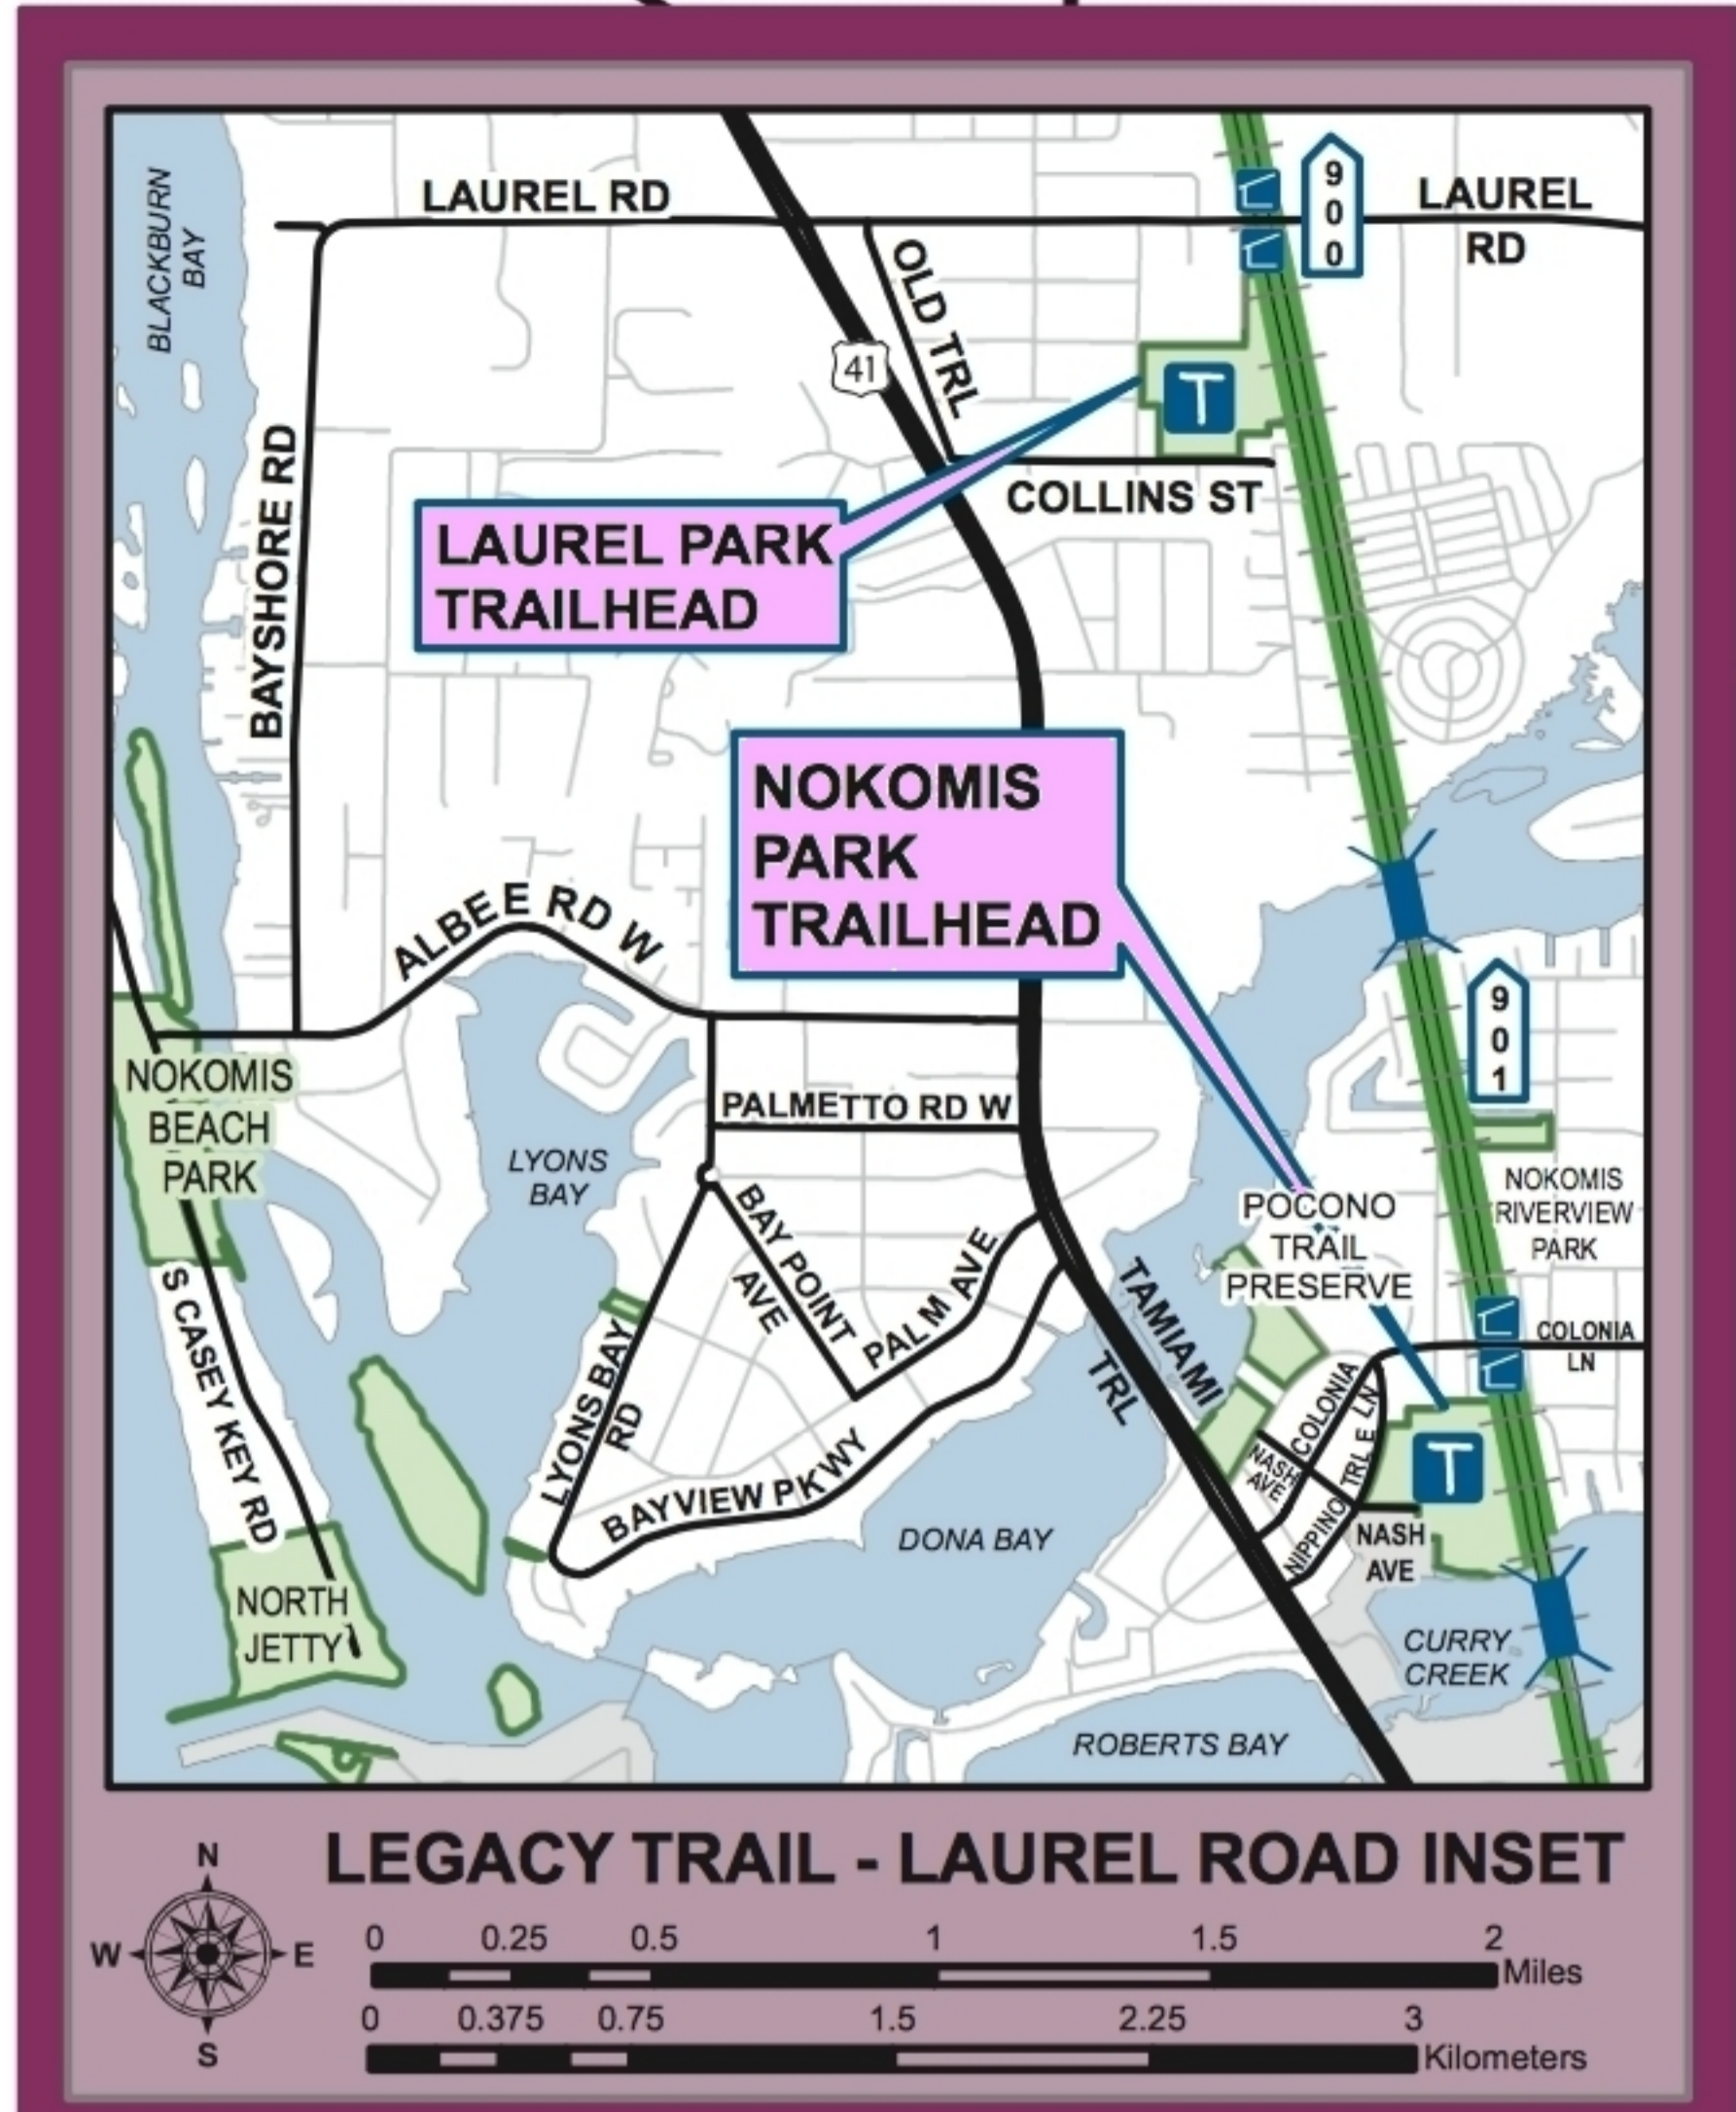 BLACKBURN
BAY
LAUREL RD
900
LAUREL
RD
OLD TRL
41
T
COLLINS ST
BAYSHORE RD
LAUREL PARK
TRAILHEAD
NOKOMIS
PARK
TRAILHEAD
ALBEE RD W
901
NOKOMIS
BEACH
PARK
PALMETTO RD W
LYONS
BAY
NOKOMIS
RIVERVIEW
PARK
POCONO
TRAIL
PRESERVE
BAY POINT
AVE
PALM AVE
TAMIAMI
TRL
S CASEY KEY RD
LYONS BAY
RD
COLONIA
LN
COLONIA
TRL E LN
NASH
AVE
NIPPINO
T
NASH
AVE
BAYVIEW PKWY
DONA BAY
NORTH
JETTY
CURRY
CREEK
ROBERTS BAY
LEGACY TRAIL - LAUREL ROAD INSET
N
W E
S
0 0.25 0.5 1 1.5 2
Miles
0 0.375 0.75 1.5 2.25 3
Kilometers